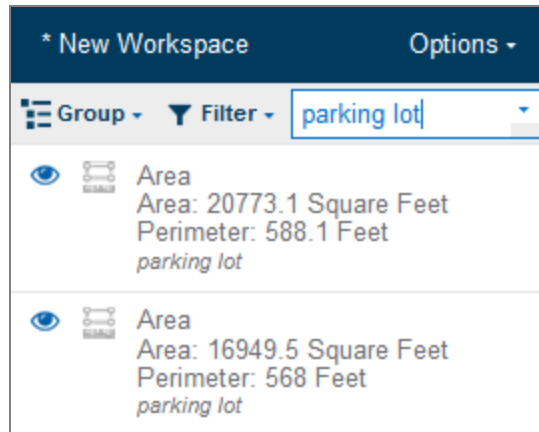 * New Workspace Options
Group Filter parking lot
Area
Area: 20773.1 Square Feet
Perimeter: 588.1 Feet
parking lot
Area
Area: 16949.5 Square Feet
Perimeter: 568 Feet
parking lot